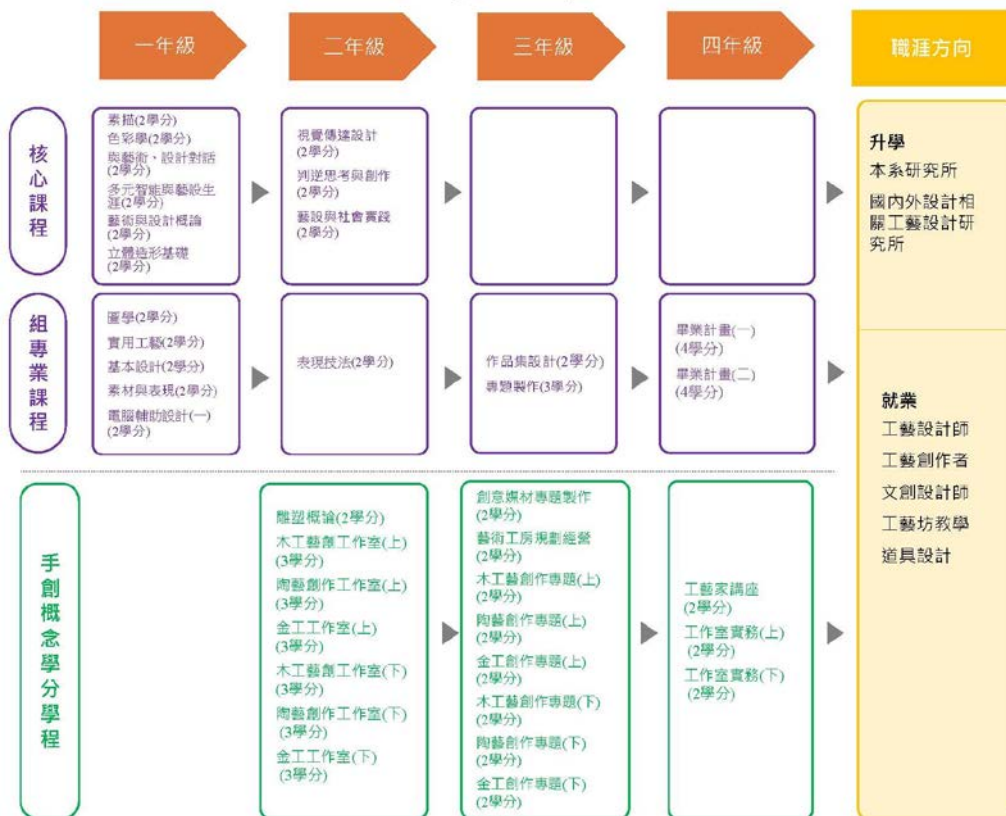 一年級
二年級
三年級
四年級
職涯方向
核心課程
素描(2學分)
色彩學(2學分)
與藝術、設計對話
(2學分)
多元智能與藝設生
涯(2學分)
藝術與設計概論
(2學分)
立體造形基礎
(2學分)
視覺傳達設計
(2學分)
判逆思考與創作
(2學分)
藝設與社會實踐
(2學分)
升學
本系研究所
國內外設計相
關工藝設計研
究所
組專業課程
圖學(2學分)
實用工藝(2學分)
基本設計(2學分)
素材與表現(2學分)
電腦輔助設計(一)
(2學分)
表現技法(2學分)
作品集設計(2學分)
專題製作(3學分)
畢業計畫(一)
(4學分)
畢業計畫(二)
(4學分)
就業
工藝設計師
工藝創作者
文創設計師
工藝坊教學
道具設計
手創概念學分學程
雕塑概論(2學分)
木工藝創工作室(上)
(3學分)
陶藝創作工作室(上)
(3學分)
金工工作室(上)
(3學分)
木工藝創工作室(下)
(3學分)
陶藝創作工作室(下)
(3學分)
金工工作室(下)
(3學分)
創意媒材專題製作
(2學分)
藝術工房規劃經營
(2學分)
木工藝創作專題(上)
(2學分)
陶藝創作專題(上)
(2學分)
金工創作專題(上)
(2學分)
木工藝創作專題(下)
(2學分)
陶藝創作專題(下)
(2學分)
金工創作專題(下)
(2學分)
工藝家講座
(2學分)
工作室實務(上)
(2學分)
工作室實務(下)
(2學分)